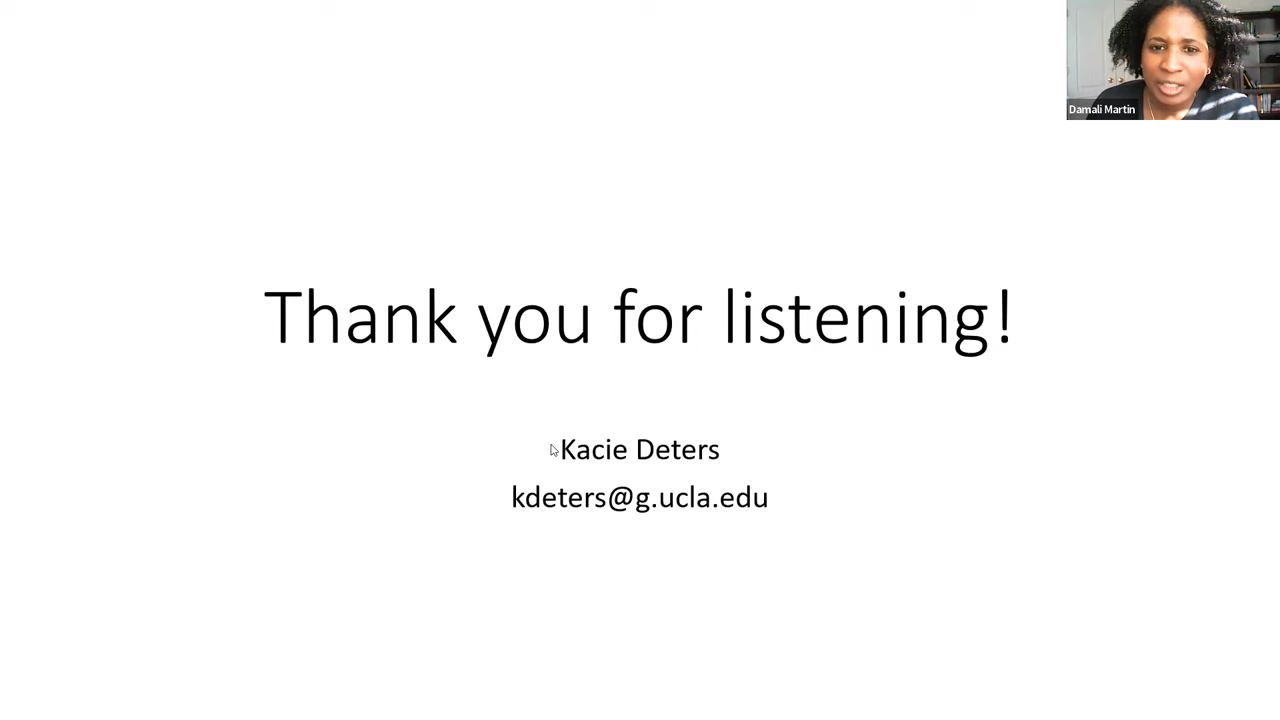 Damali Martin
Thank you for listening!
Kacie Deters
kdeters@g.ucla.edu